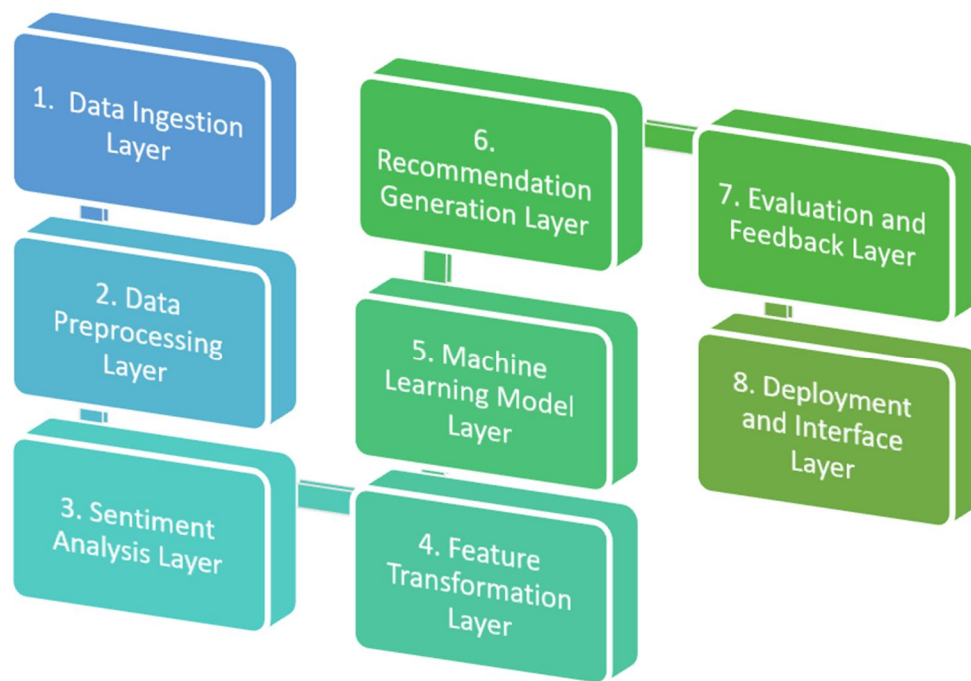 1. Data Ingestion
Layer
2. Data
Preprocessing
Layer
3. Sentiment
Analysis Layer
4. Feature
Transformation
Layer
5. Machine
Learning Model
Layer
6.
Recommendation
Generation Layer
7. Evaluation and
Feedback Layer
8. Deployment
and Interface
Layer